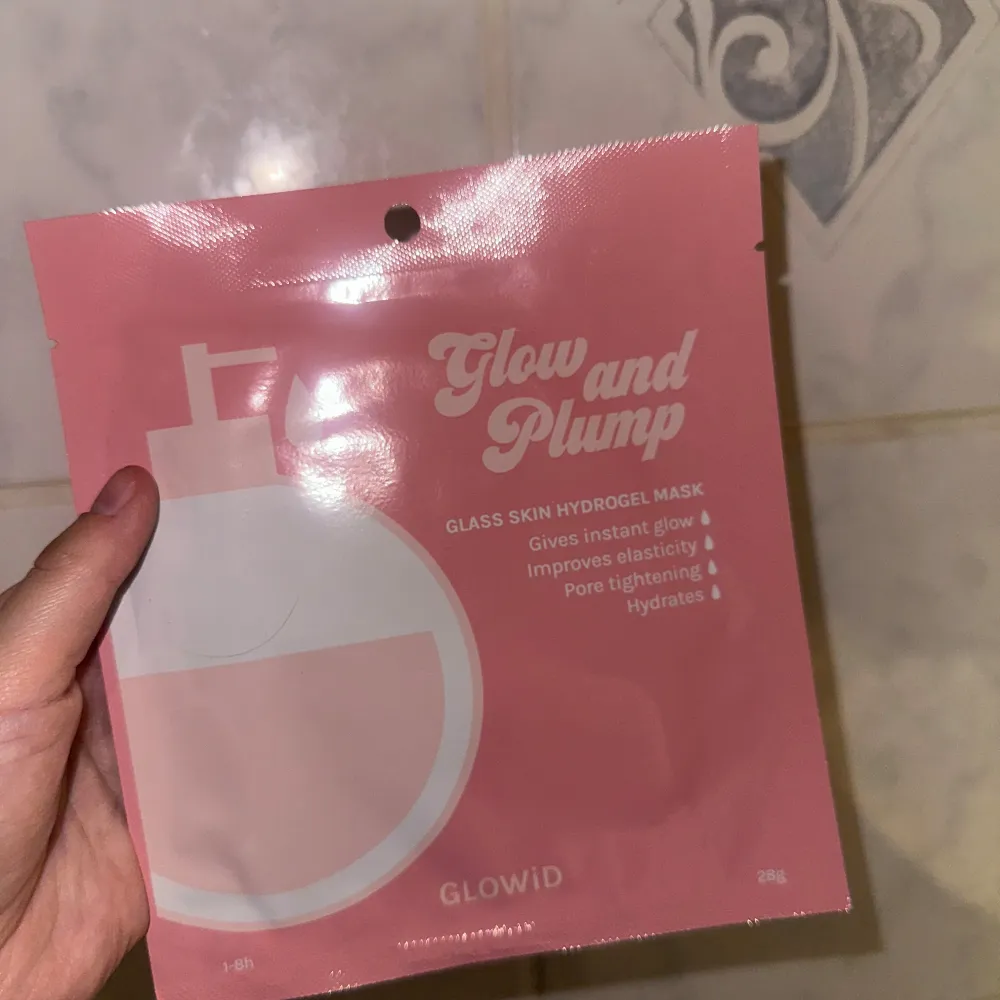 Glow and
Plump
GLASS SKIN HYDROGEL MASK
Gives instant glow
Improves elasticity
Pore tightening
Hydrates
GLOWiD
28g
1-8h